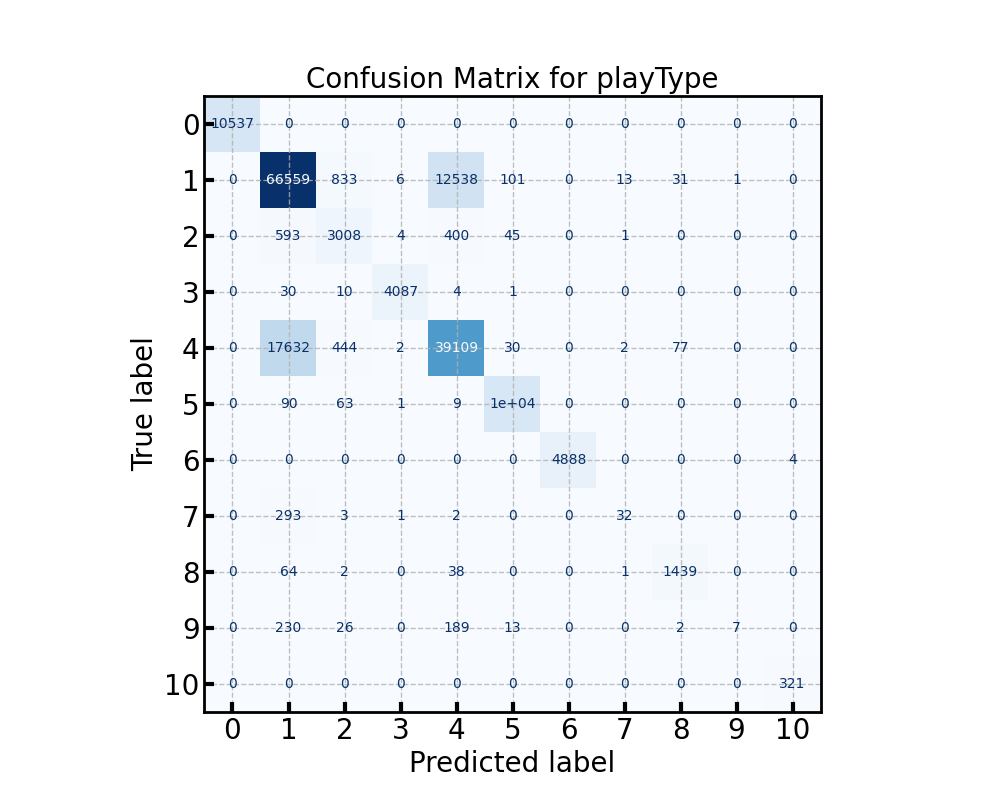 Confusion Matrix for playType
0 10537 0 0 0 0 0 0 0 0 0 0
1 0 66559 833 6 12538 101 0 13 31 1 0
2 0 593 3008 4 400 45 0 1 0 0 0
3 0 30 10 4087 4 1 0 0 0 0 0
4 0 17632 444 2 39109 30 0 2 77 0 0
5 0 90 63 1 9 1e+04 0 0 0 0 0
6 0 0 0 0 0 0 4888 0 0 0 4
7 0 293 3 1 2 0 0 32 0 0 0
8 0 64 2 0 38 0 0 1 1439 0 0
9 0 230 26 0 189 13 0 0 2 7 0
10 0 0 0 0 0 0 0 0 0 0 321
0 1 2 3 4 5 6 7 8 9 10
Predicted label
True label